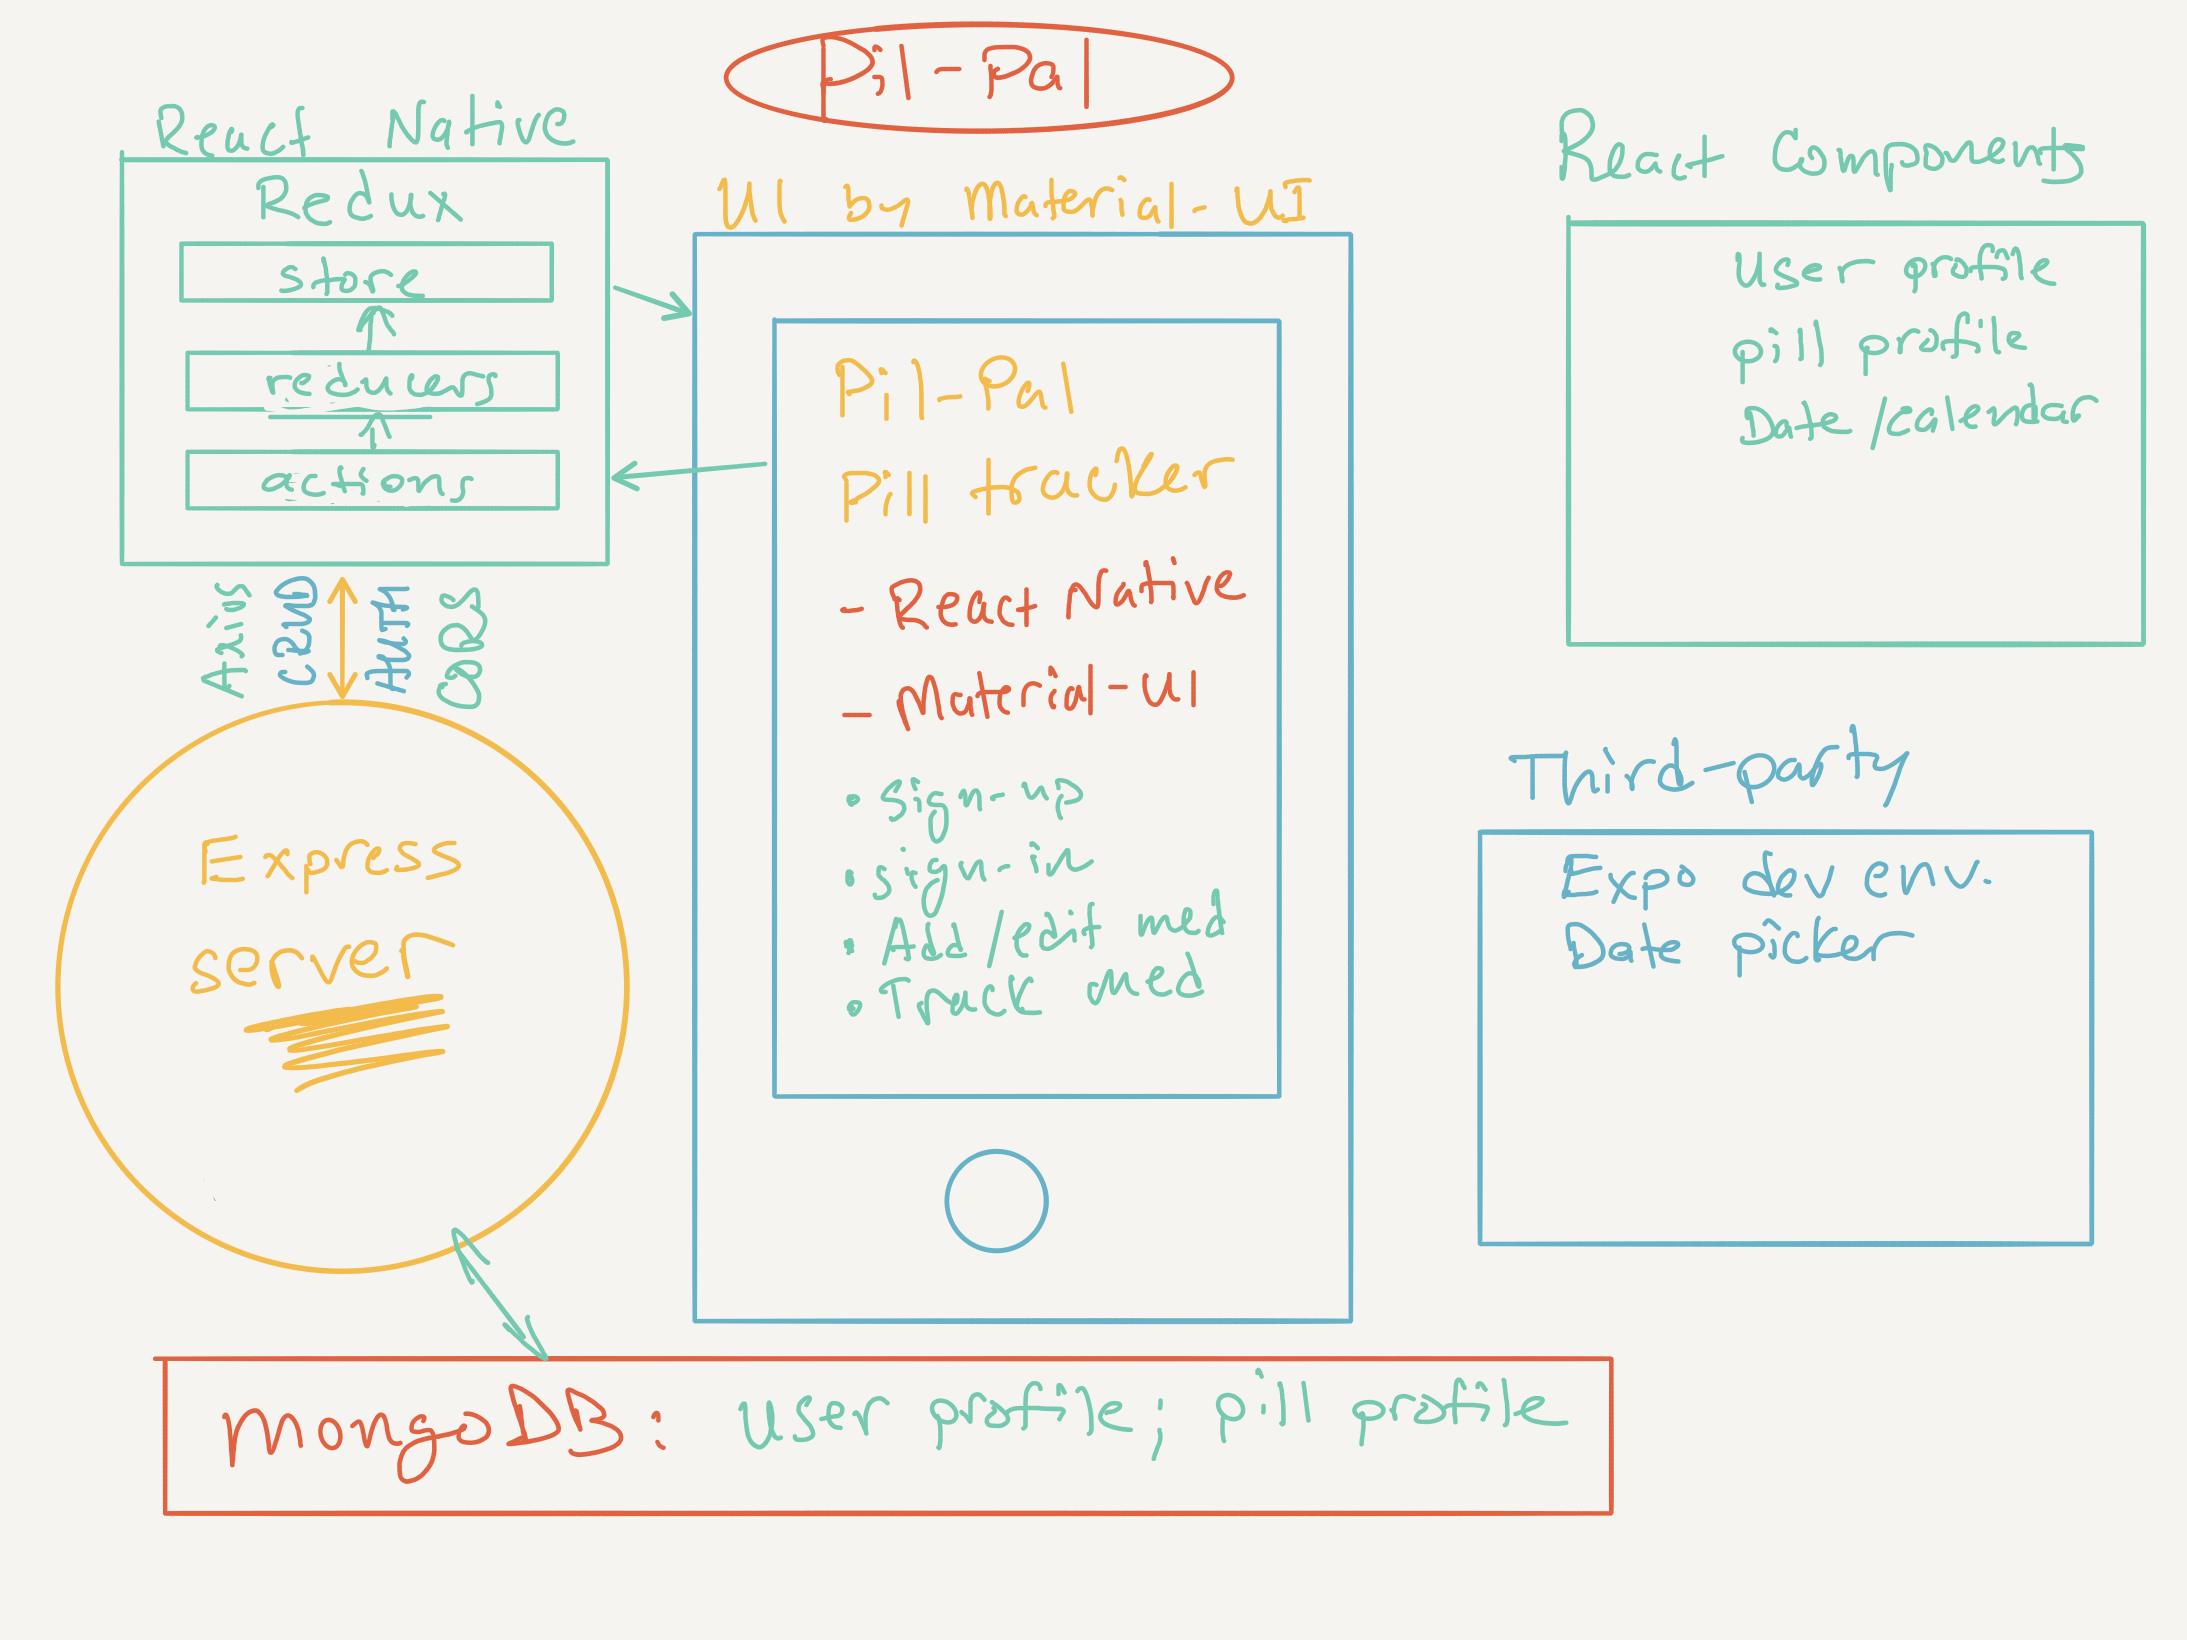 Pil-Pal
React Native
Redux
store
reducers
actions
Axios
CRUD
AUTH
CORS
Express
server
UI by Material-UI
Pil-Pal
Pill tracker
- React Native
- Material-UI
• sign-up
• sign-in
• Add/edit med
• Track med
React Components
User profile
pill profile
Date/calendar
Third-party
Expo dev env.
Date picker
mongoDB: user profile; pill profile